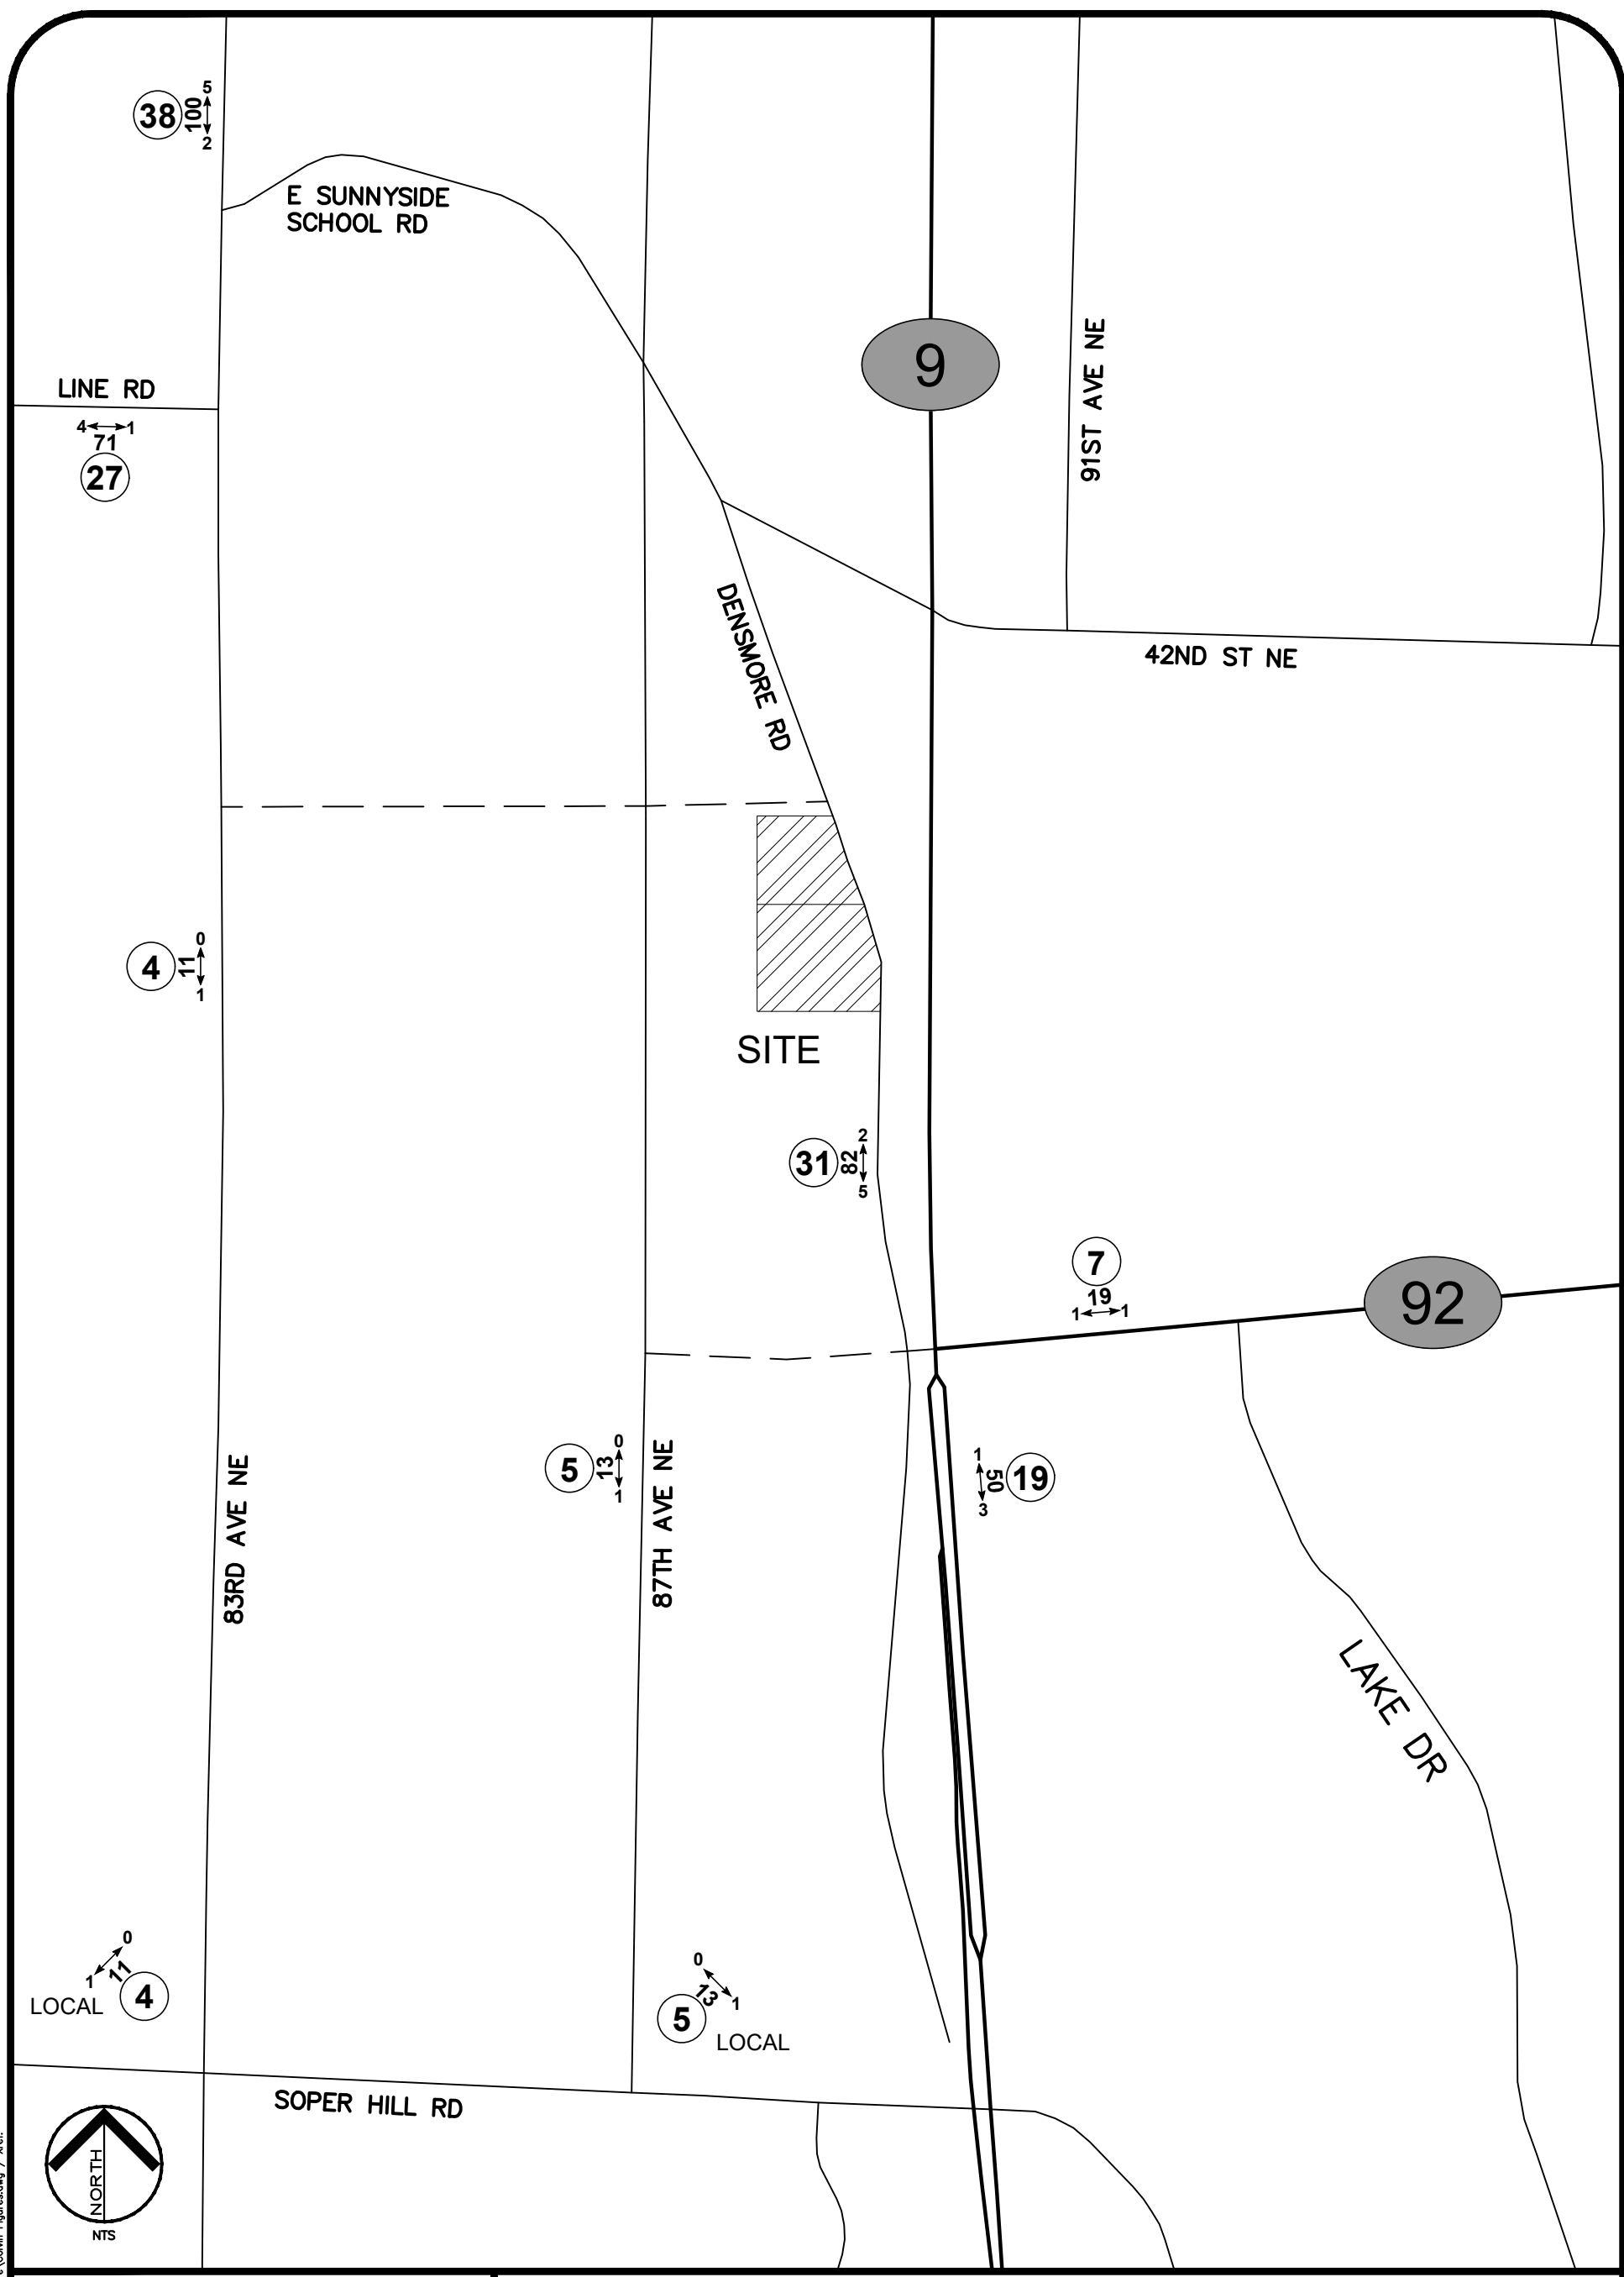 5
38
100
2
E SUNNYSIDE
SCHOOL RD
9
91ST AVE NE
LINE RD
4 1
71
27
DENSMORE RD
42ND ST NE
0
4
11
1
SITE
2
31
82
5
7
19
1 1
92
0
5
13
1
1
50
19
3
83RD AVE NE
87TH AVE NE
LAKE DR
0
1
11
4
LOCAL
0
13
1
5
LOCAL
SOPER HILL RD
NORTH
NTS